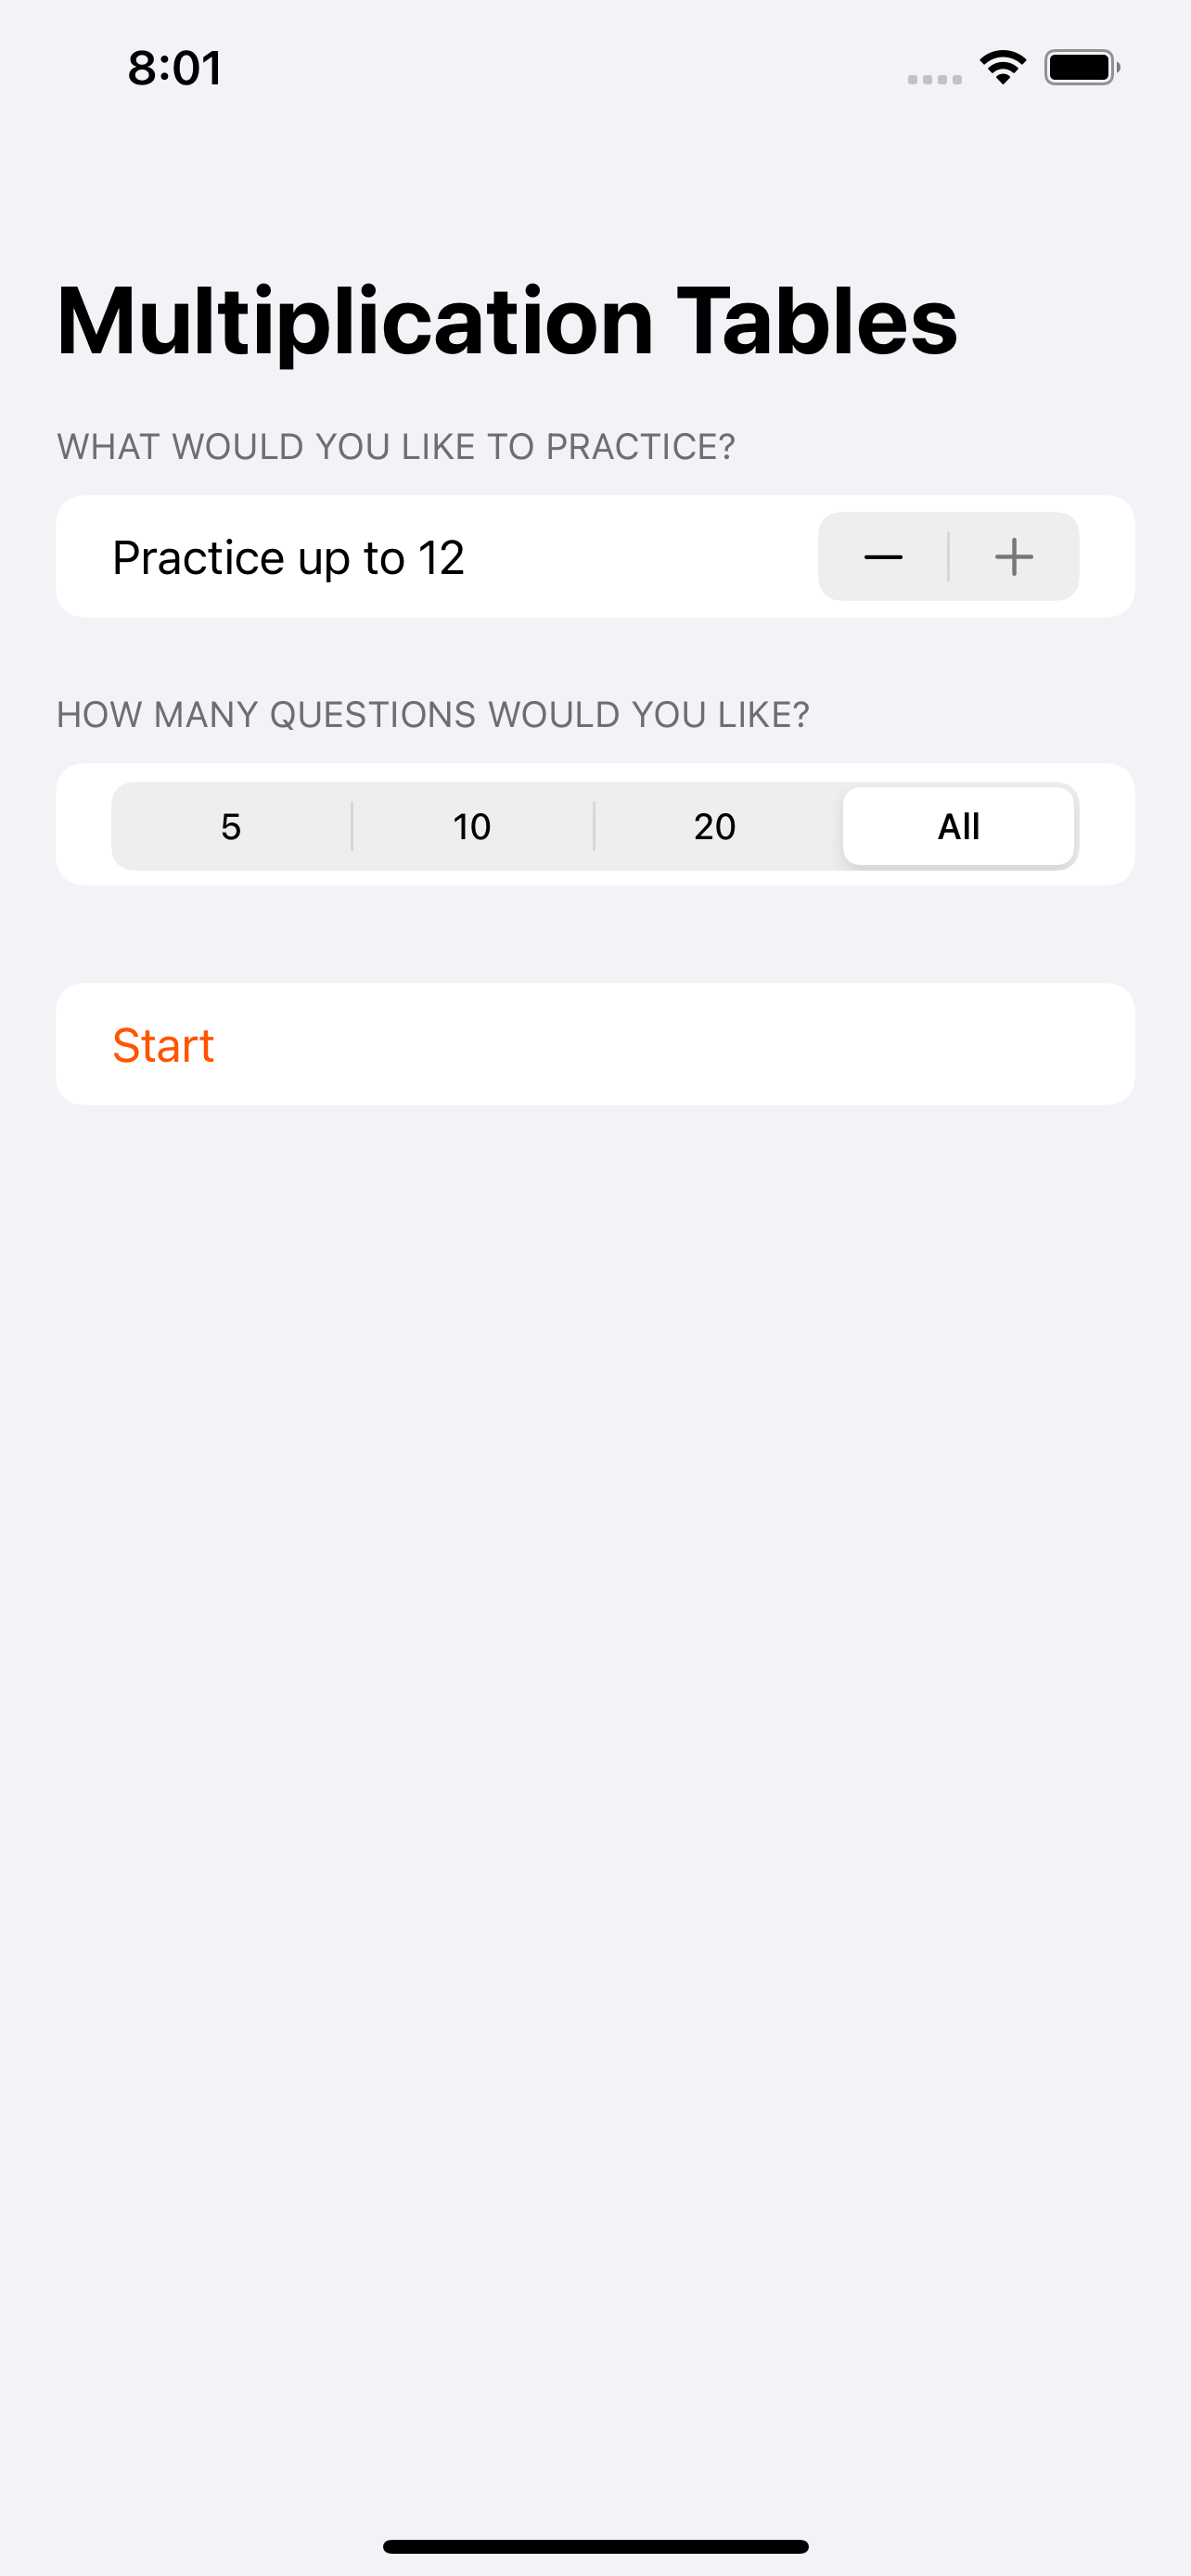 8:01
Multiplication Tables
WHAT WOULD YOU LIKE TO PRACTICE?
Practice up to 12
HOW MANY QUESTIONS WOULD YOU LIKE?
5 10 20 All
Start